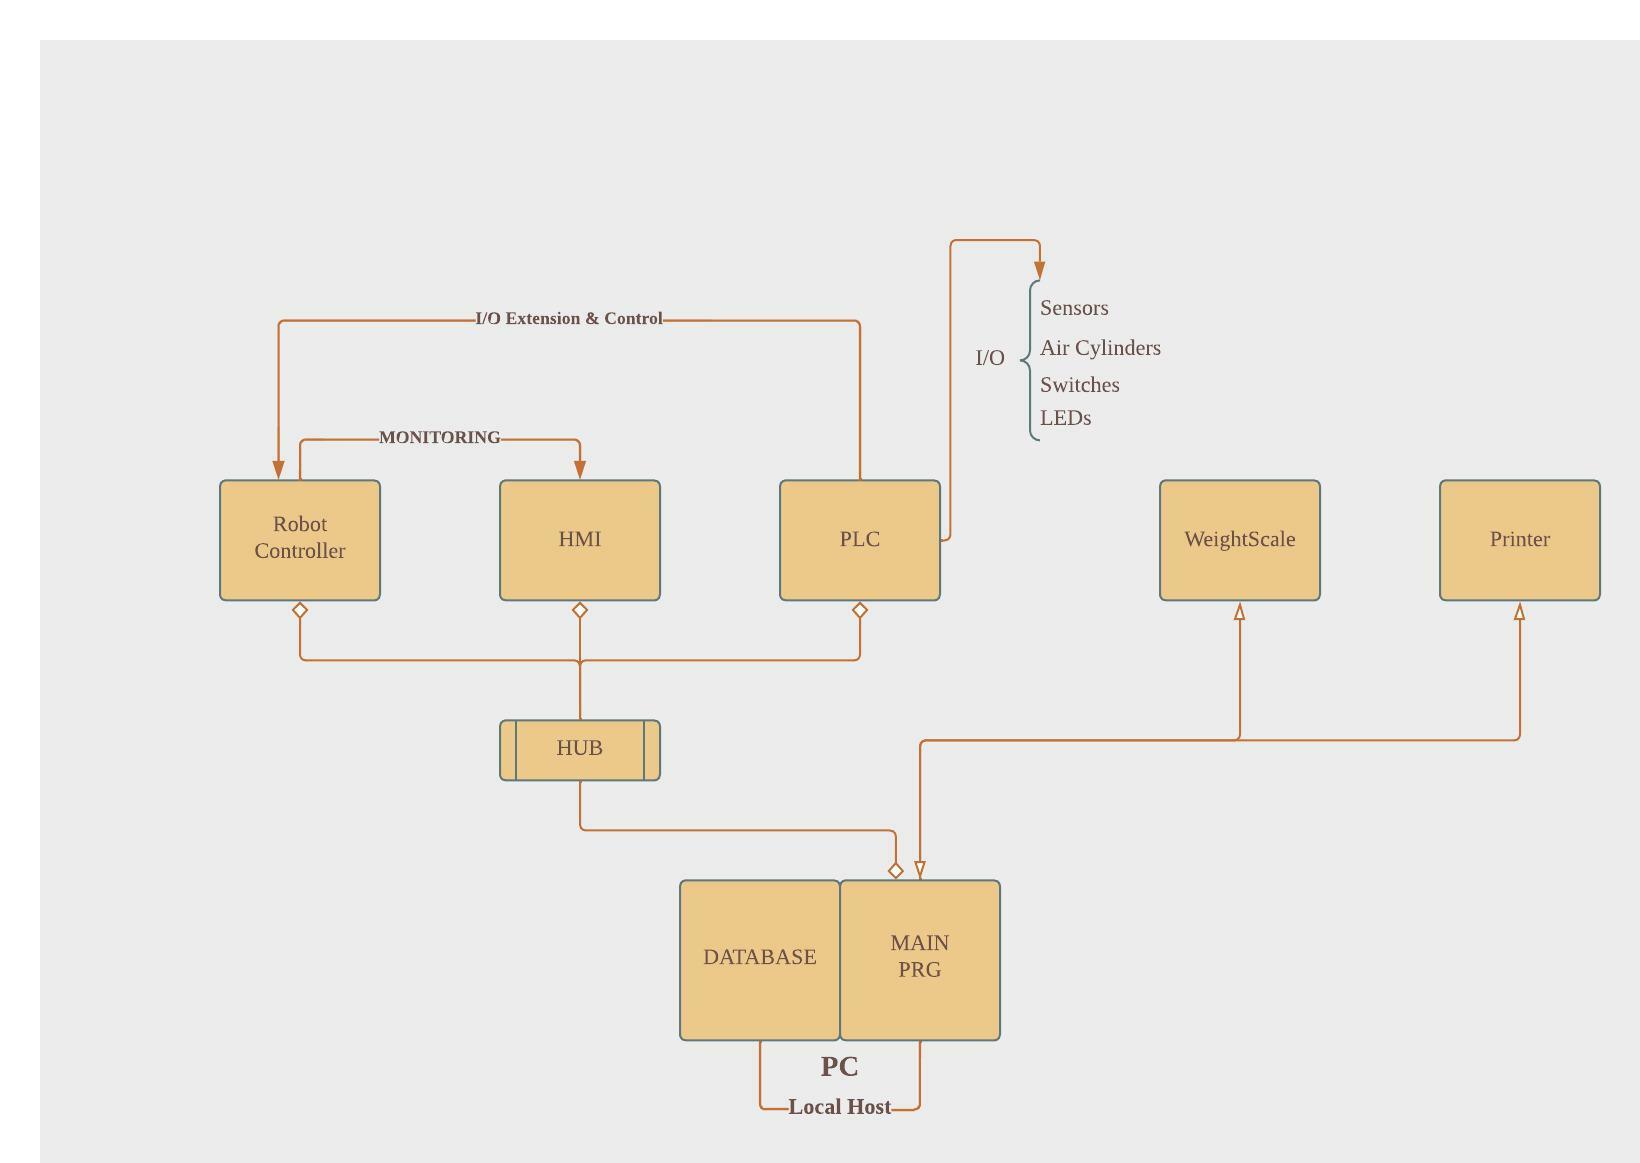 Sensors
I/O Extension & Control
I/O
Air Cylinders
Switches
LEDs
MONITORING
Robot
Controller
HMI
PLC
WeightScale
Printer
HUB
DATABASE
MAIN
PRG
PC
Local Host